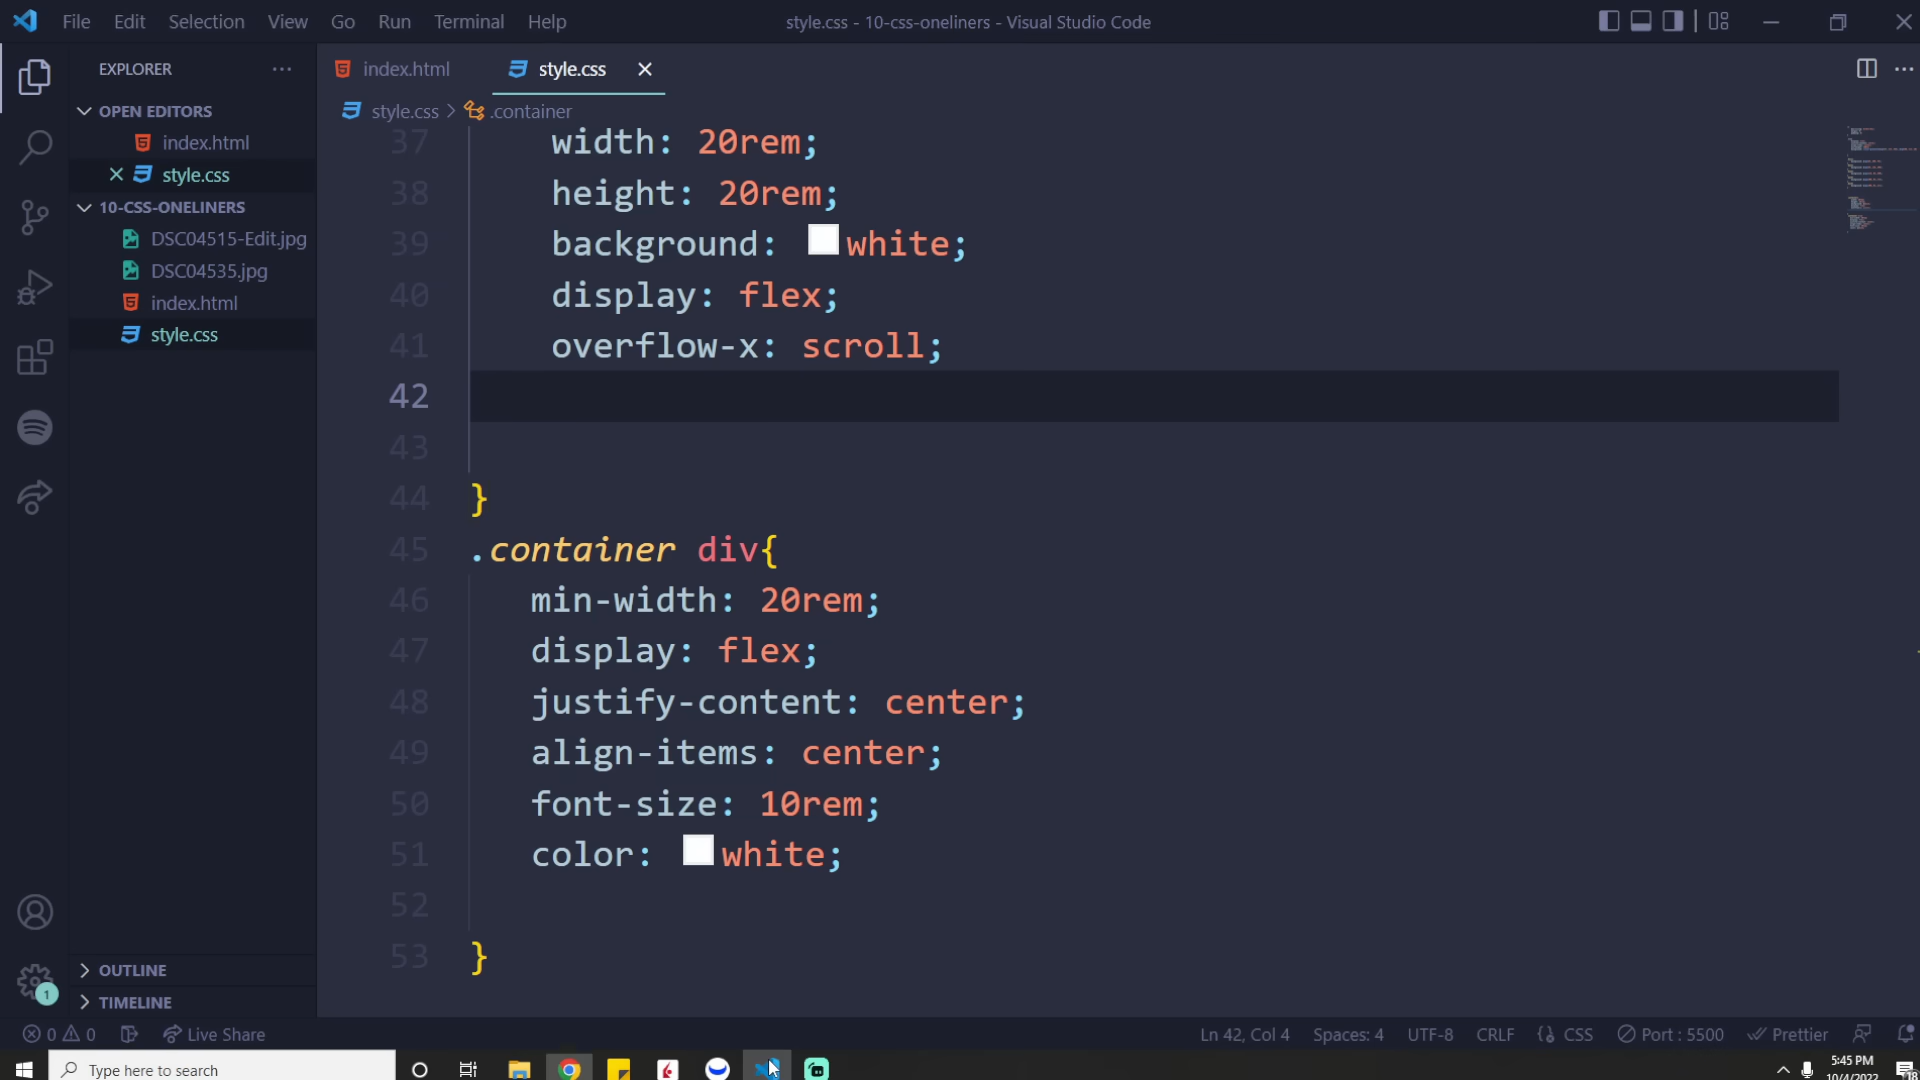 File Edit Selection View Go Run Terminal Help
style.css - 10-css-oneliners - Visual Studio Code
EXPLORER
OPEN EDITORS
index.html
style.css
10-CSS-ONELINERS
DSC04515-Edit.jpg
DSC04535.jpg
index.html
style.css
OUTLINE
TIMELINE
index.html
style.css
style.css > .container
37 width: 20rem;
38 height: 20rem;
39 background: white;
40 display: flex;
41 overflow-x: scroll;
42
43
44 }
45 .container div{
46 min-width: 20rem;
47 display: flex;
48 justify-content: center;
49 align-items: center;
50 font-size: 10rem;
51 color: white;
52
53 }
1
0 0 Live Share
Ln 42, Col 4 Spaces: 4 UTF-8 CRLF {} CSS Port : 5500 Prettier
Type here to search
5:45 PM
10/4/2022
18